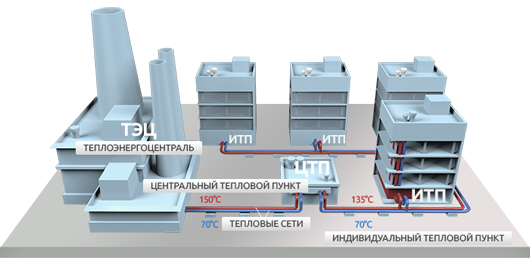 ТЭЦ
ТЕПЛОЭНЕРГОЦЕНТРАЛЬ
ИТП
ИТП
ЦТП
ЦЕНТРАЛЬНЫЙ ТЕПЛОВОЙ ПУНКТ
ИТП
150°С
135°С
70°С
ТЕПЛОВЫЕ СЕТИ
70°С
ИНДИВИДУАЛЬНЫЙ ТЕПЛОВОЙ ПУНКТ